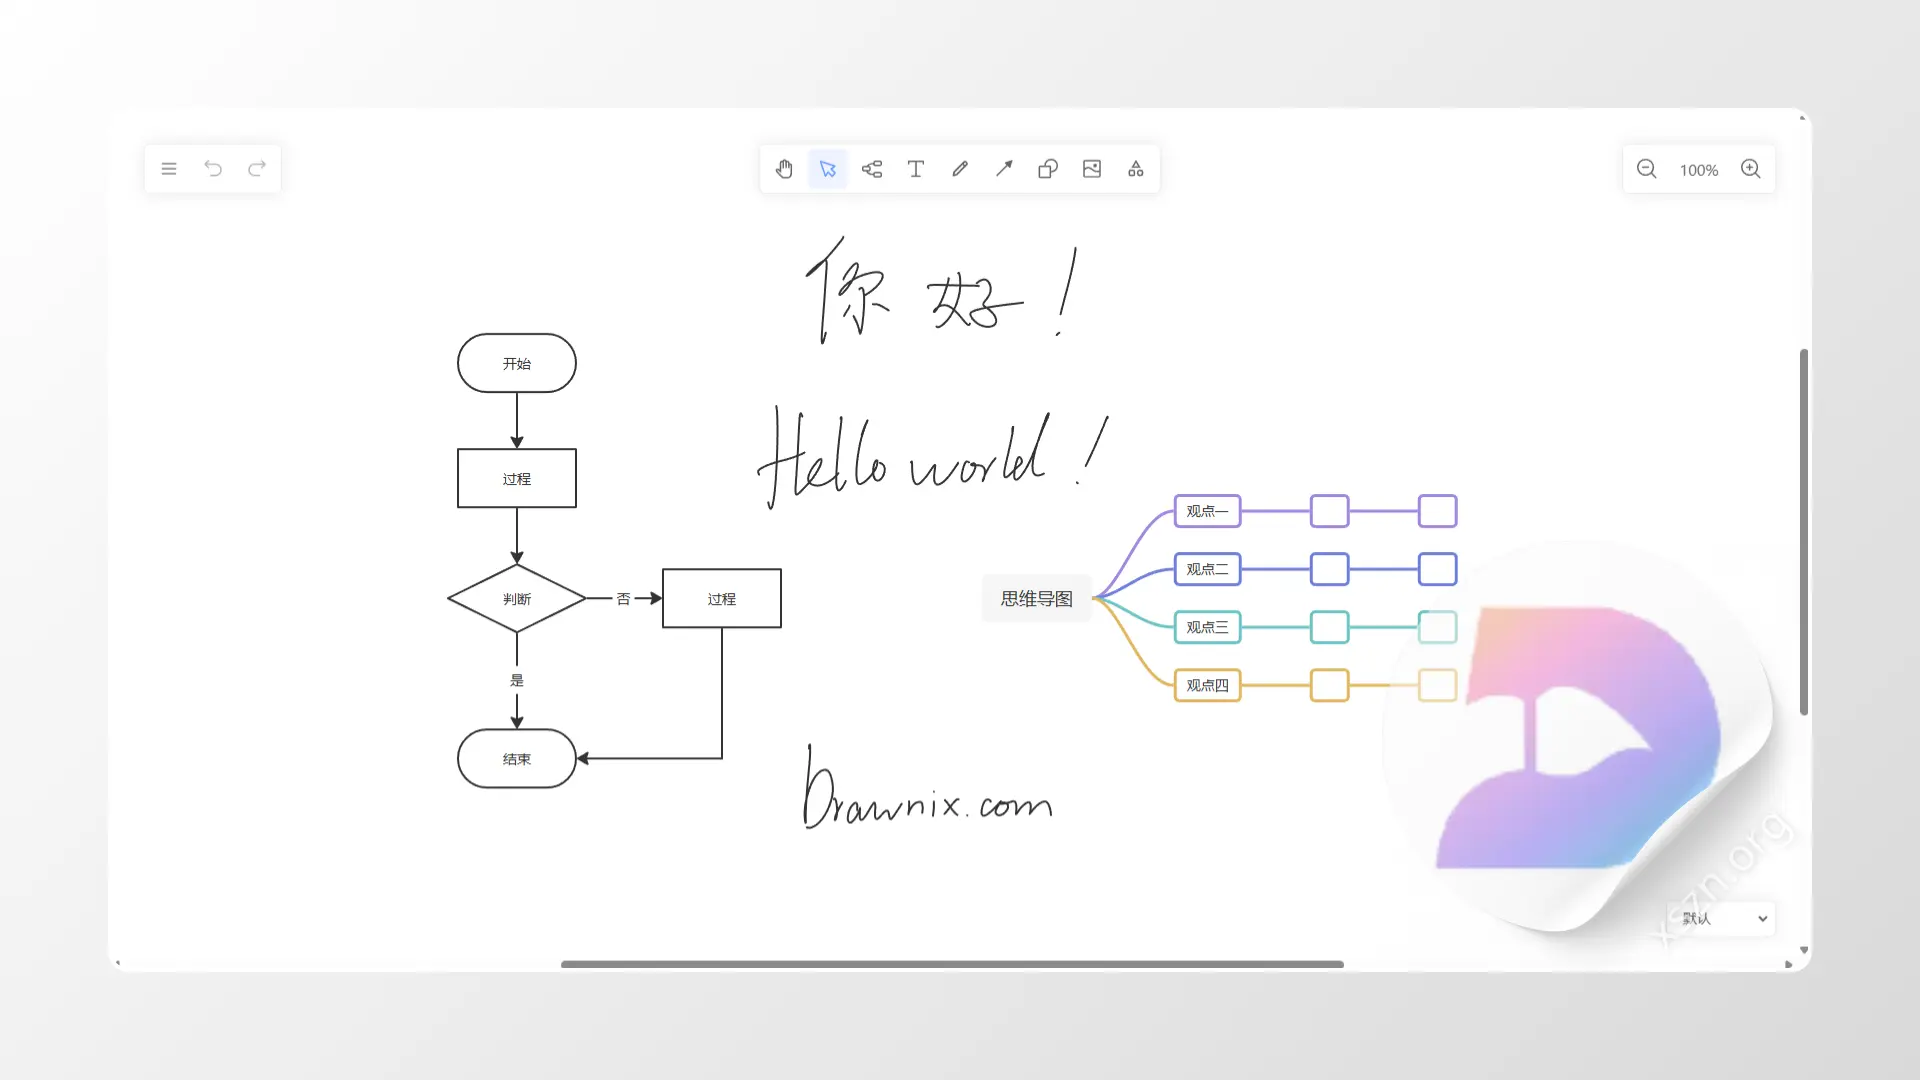 100%
你好!
Hello world!
开始
过程
判断
否
过程
是
结束
思维导图
观点一
观点二
观点三
观点四
Drawnix.com
xszn.org
默认